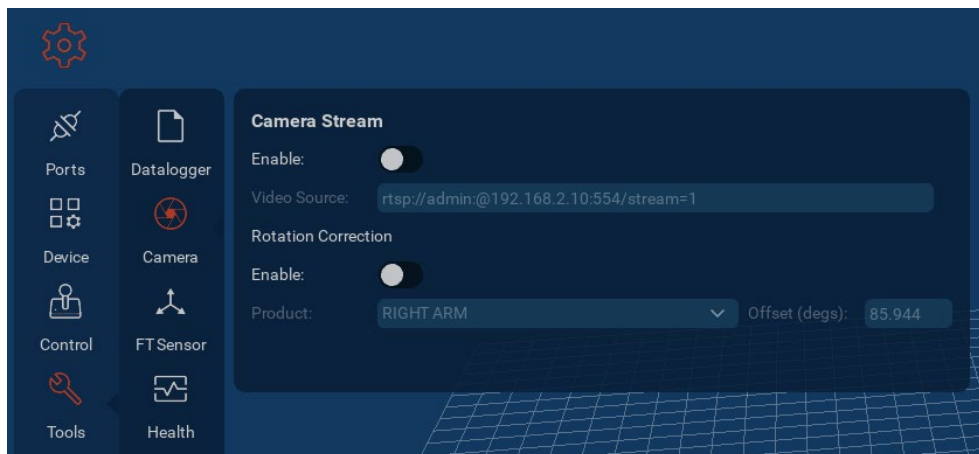 Ports
Device
Control
Tools
Datalogger
Camera
FT Sensor
Health
Camera Stream
Enable:
Video Source: rtsp://admin:@192.168.2.10:554/stream=1
Rotation Correction
Enable:
Product: RIGHT ARM Offset (degs): 85.944